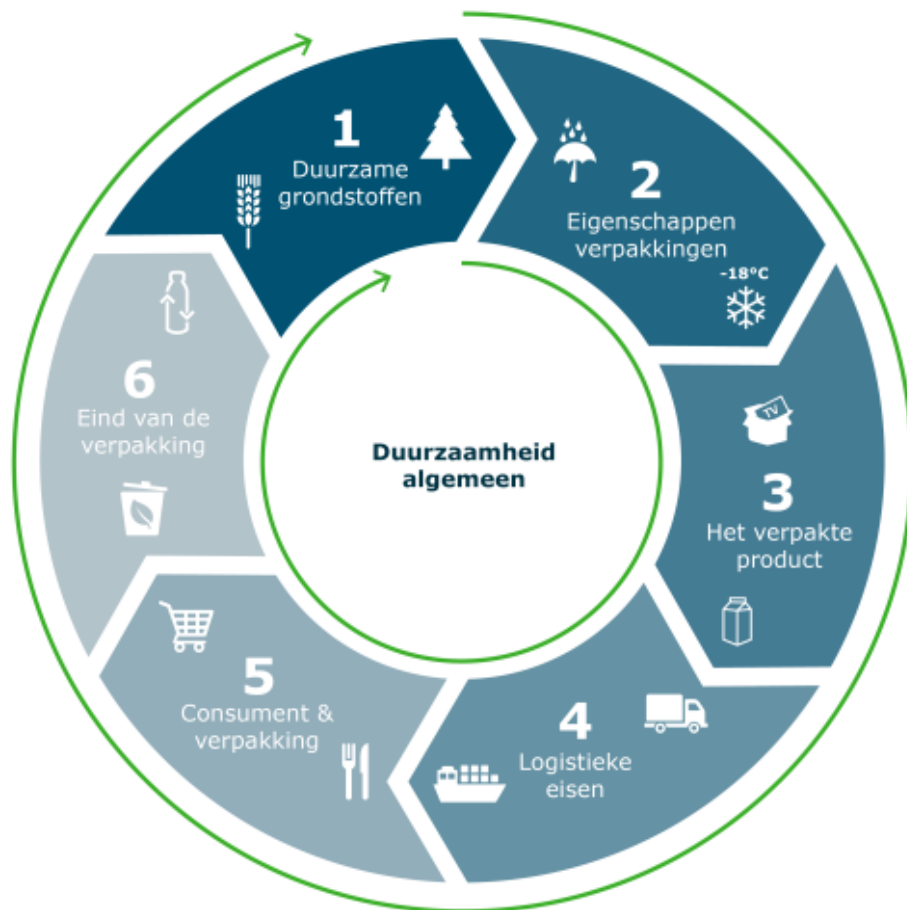 1
Duurzame
grondstoffen
2
Eigenschappen
verpakkingen
-18°C
TV
3
Het verpakte
product
4
Logistieke
eisen
5
Consument &
verpakking
6
Eind van de
verpakking
Duurzaamheid
algemeen